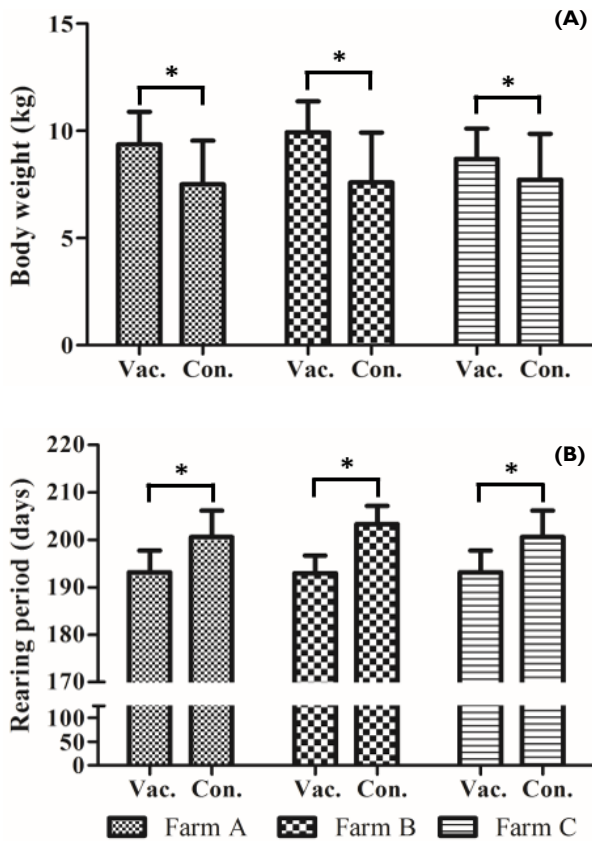 (A)
Body weight (kg)
15
10
5
0
*
*
*
Vac. Con. Vac. Con. Vac. Con.
(B)
Rearing period (days)
220
210
200
190
180
170
100
50
0
*
*
*
Vac. Con. Vac. Con. Vac. Con.
Farm A Farm B Farm C